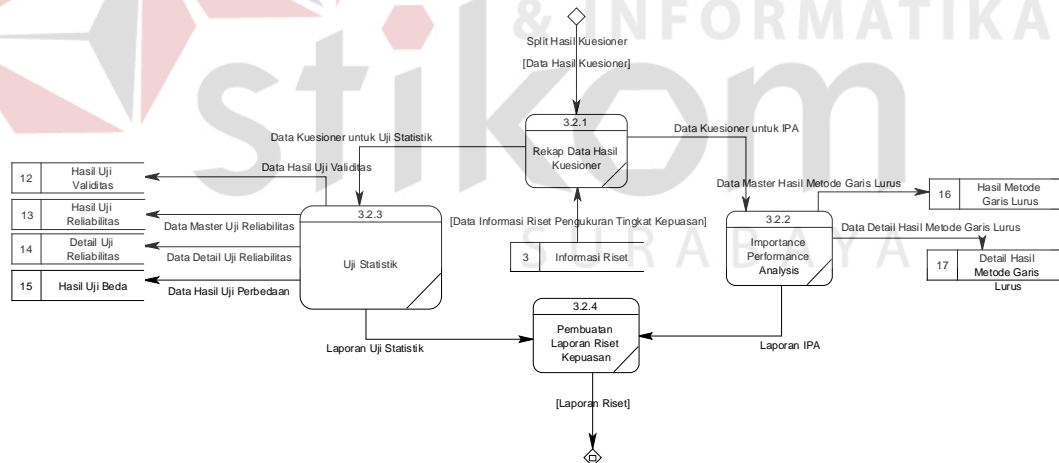 & INFORMATIKA
stikom
SURABAYA
Split Hasil Kuesioner
[Data Hasil Kuesioner]
3.2.1
Rekap Data Hasil
Kuesioner
Data Kuesioner untuk Uji Statistik
Data Kuesioner untuk IPA
12
Hasil Uji
Validitas
Data Hasil Uji Validitas
13
Hasil Uji
Reliabilitas
Data Master Uji Reliabilitas
14
Detail Uji
Reliabilitas
Data Detail Uji Reliabilitas
15
Hasil Uji Beda
Data Hasil Uji Perbedaan
3.2.3
Uji Statistik
[Data Informasi Riset Pengukuran Tingkat Kepuasan]
3
Informasi Riset
Data Master Hasil Metode Garis Lurus
16
Hasil Metode
Garis Lurus
3.2.2
Importance
Performance
Analysis
Data Detail Hasil Metode Garis Lurus
17
Detail Hasil
Metode Garis
Lurus
3.2.4
Pembuatan
Laporan Riset
Kepuasan
Laporan Uji Statistik
Laporan IPA
[Laporan Riset]